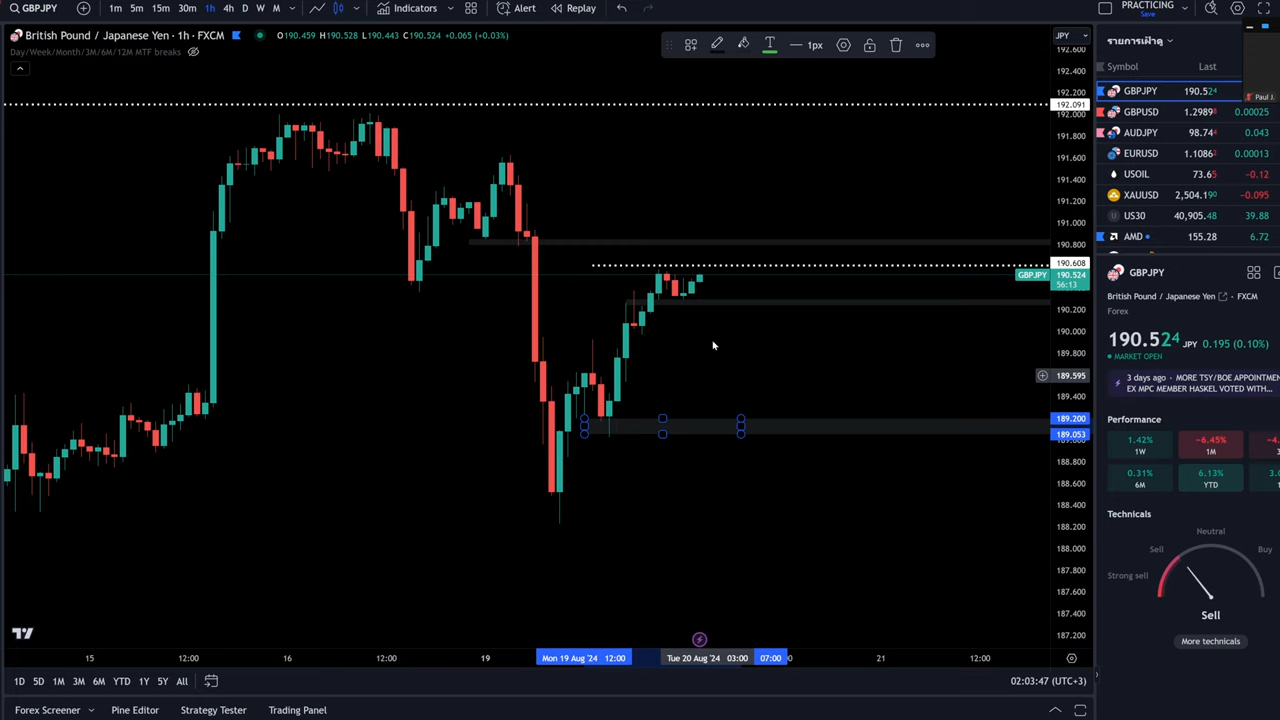 GBPJPY 1m 5m 15m 30m 1h 4h D W M Indicators Alert Replay PRACTICING
Save
British Pound / Japanese Yen · 1h · FXCM O190.459 H190.528 L190.443 C190.524 +0.065 (+0.03%)
Day/Week/Month/3M/6M/12M MTF breaks
1px
JPY
192.600
192.400
192.200
192.091
192.000
191.800
191.600
191.400
191.200
191.000
190.800
190.608
GBPJPY 190.524
56:13
190.200
190.000
189.800
189.595
189.400
189.200
189.053
188.800
188.600
188.400
188.200
188.000
187.800
187.600
187.400
187.200
15 12:00 16 12:00 19 Mon 19 Aug '24 12:00 Tue 20 Aug '24 03:00 07:00 21 12:00
1D 5D 1M 3M 6M YTD 1Y 5Y All
02:03:47 (UTC+3)
Forex Screener Pine Editor Strategy Tester Trading Panel
รายการเฝ้าดู
Paul J.
Symbol Last
GBPJPY 190.524
GBPUSD 1.2989 0.00025
AUDJPY 98.744 0.043
EURUSD 1.1086 0.00013
USOIL 73.65 -0.12
XAUUSD 2,504.190 -0.095
US30 40,905.48 39.88
AMD 155.28 6.72
GBPJPY
British Pound / Japanese Yen FXCM
Forex
190.524 JPY 0.195 (0.10%)
MARKET OPEN
3 days ago · MORE TSY/BOE APPOINTMEN
EX MPC MEMBER HASKEL VOTED WITH...
Performance
1.42%
1W
−6.45%
1M
0.31%
6M
6.13%
YTD
Technicals
Neutral
Sell Buy
Strong sell
Sell
More technicals